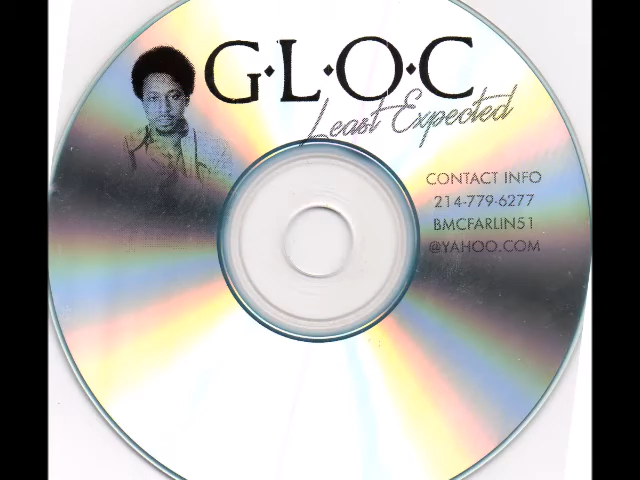 G·L·O·C
Least Expected
CONTACT INFO
214-779-6277
BMCFARLIN51
@YAHOO.COM